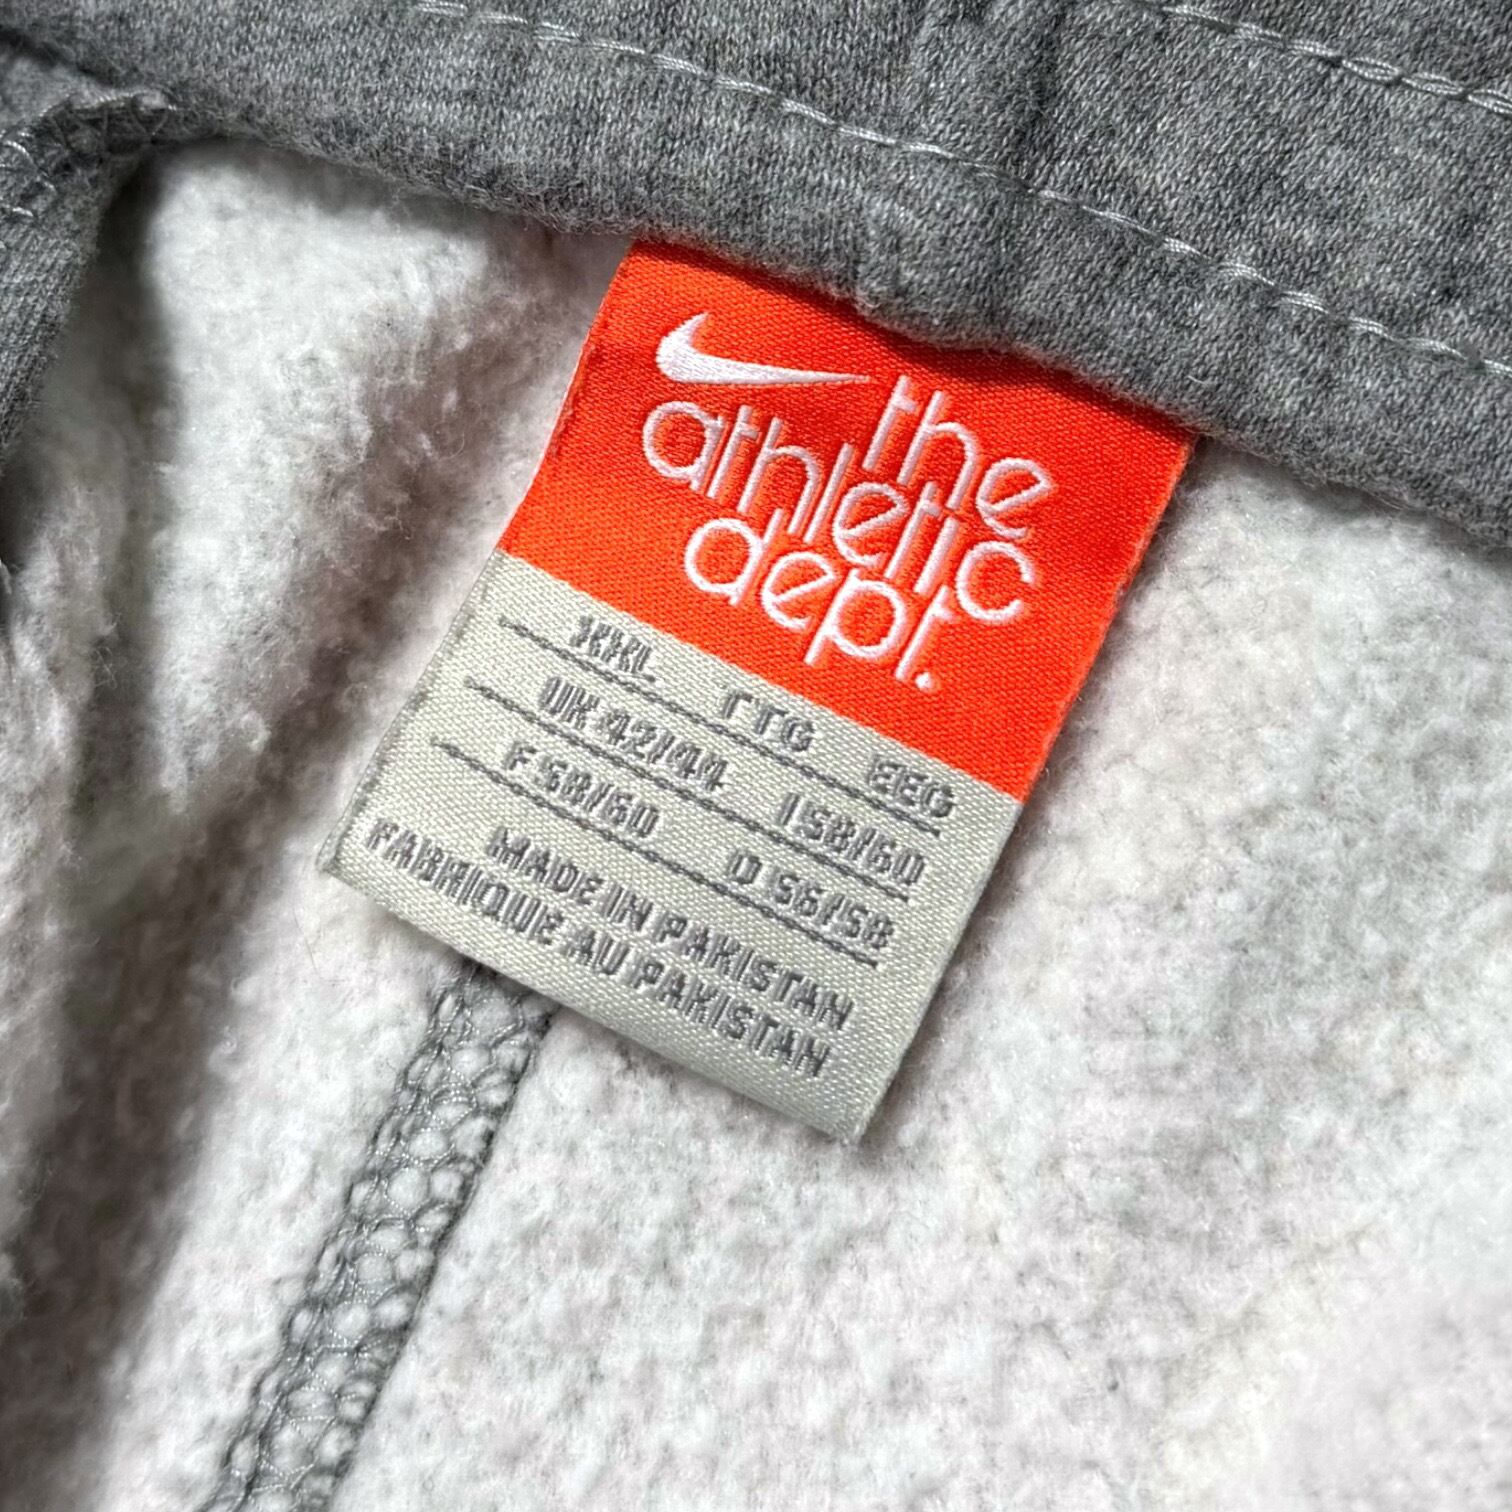 the
athletic
dept.
XXL TTG EEG
UK 42/44 I 58/60
F 58/60 D 56/58
MADE IN PAKISTAN
FABRIQUE AU PAKISTAN